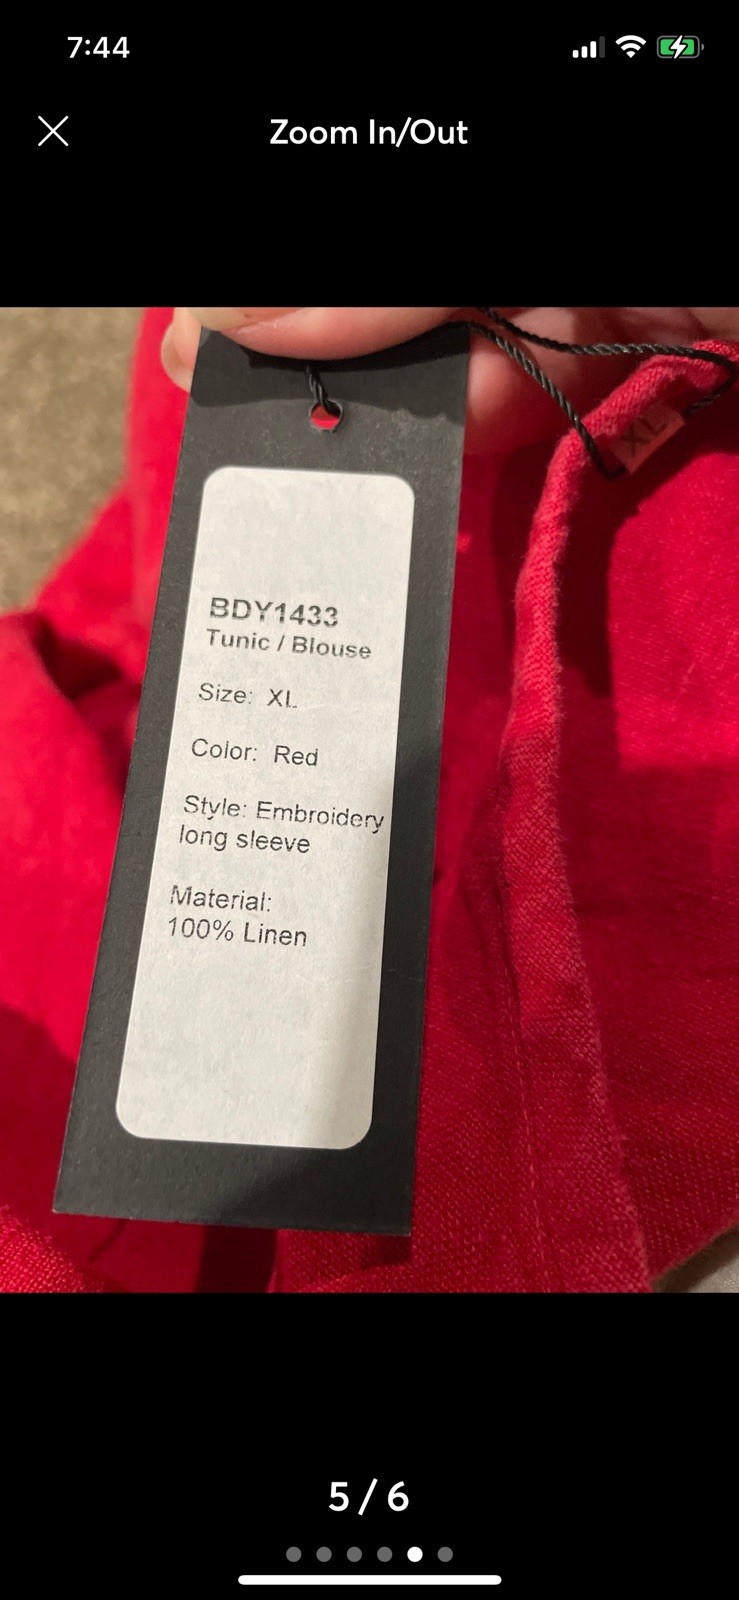 7:44
Zoom In/Out
XL
BDY1433
Tunic / Blouse
Size: XL
Color: Red
Style: Embroidery
long sleeve
Material:
100% Linen
5 / 6